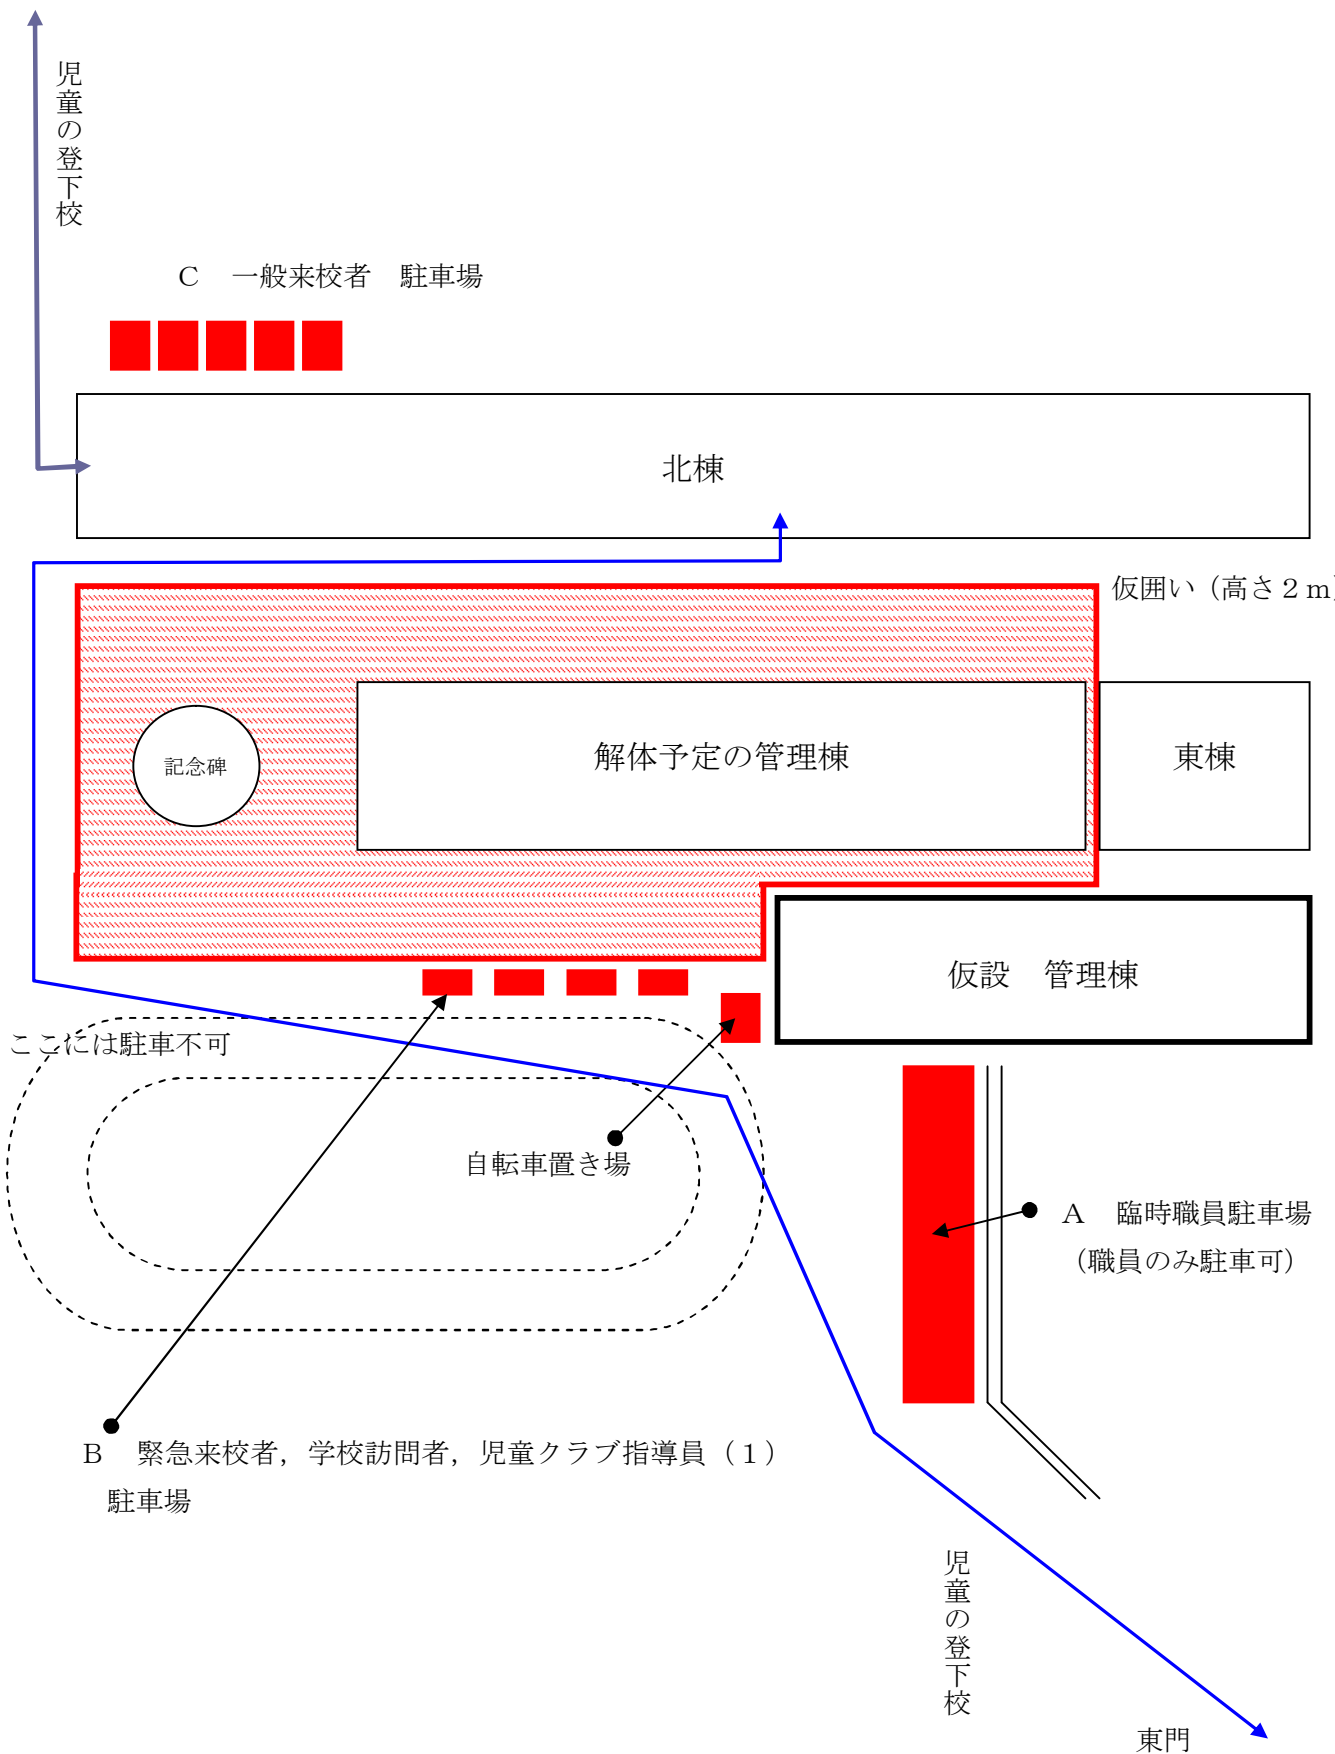 児童の登下校
C　一般来校者　駐車場
北棟
仮囲い（高さ２ｍ）
記念碑
解体予定の管理棟
東棟
仮設　管理棟
ここには駐車不可
自転車置き場
A　臨時職員駐車場
（職員のみ駐車可）
B　緊急来校者，学校訪問者，児童クラブ指導員（１）
駐車場
児童の登下校
東門